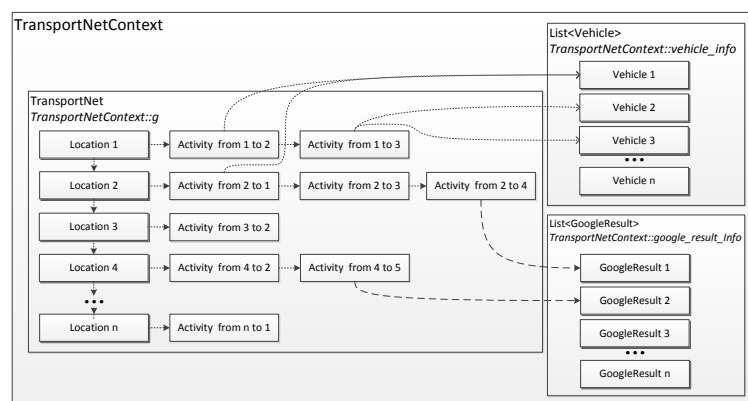 TransportNetContext
TransportNet
TransportNetContext::g
Location 1
Activity from 1 to 2
Activity from 1 to 3
Location 2
Activity from 2 to 1
Activity from 2 to 3
Activity from 2 to 4
Location 3
Activity from 3 to 2
Location 4
Activity from 4 to 2
Activity from 4 to 5
•••
Location n
Activity from n to 1
List<Vehicle>
TransportNetContext::vehicle_info
Vehicle 1
Vehicle 2
Vehicle 3
•••
Vehicle n
List<GoogleResult>
TransportNetContext::google_result_Info
GoogleResult 1
GoogleResult 2
GoogleResult 3
•••
GoogleResult n